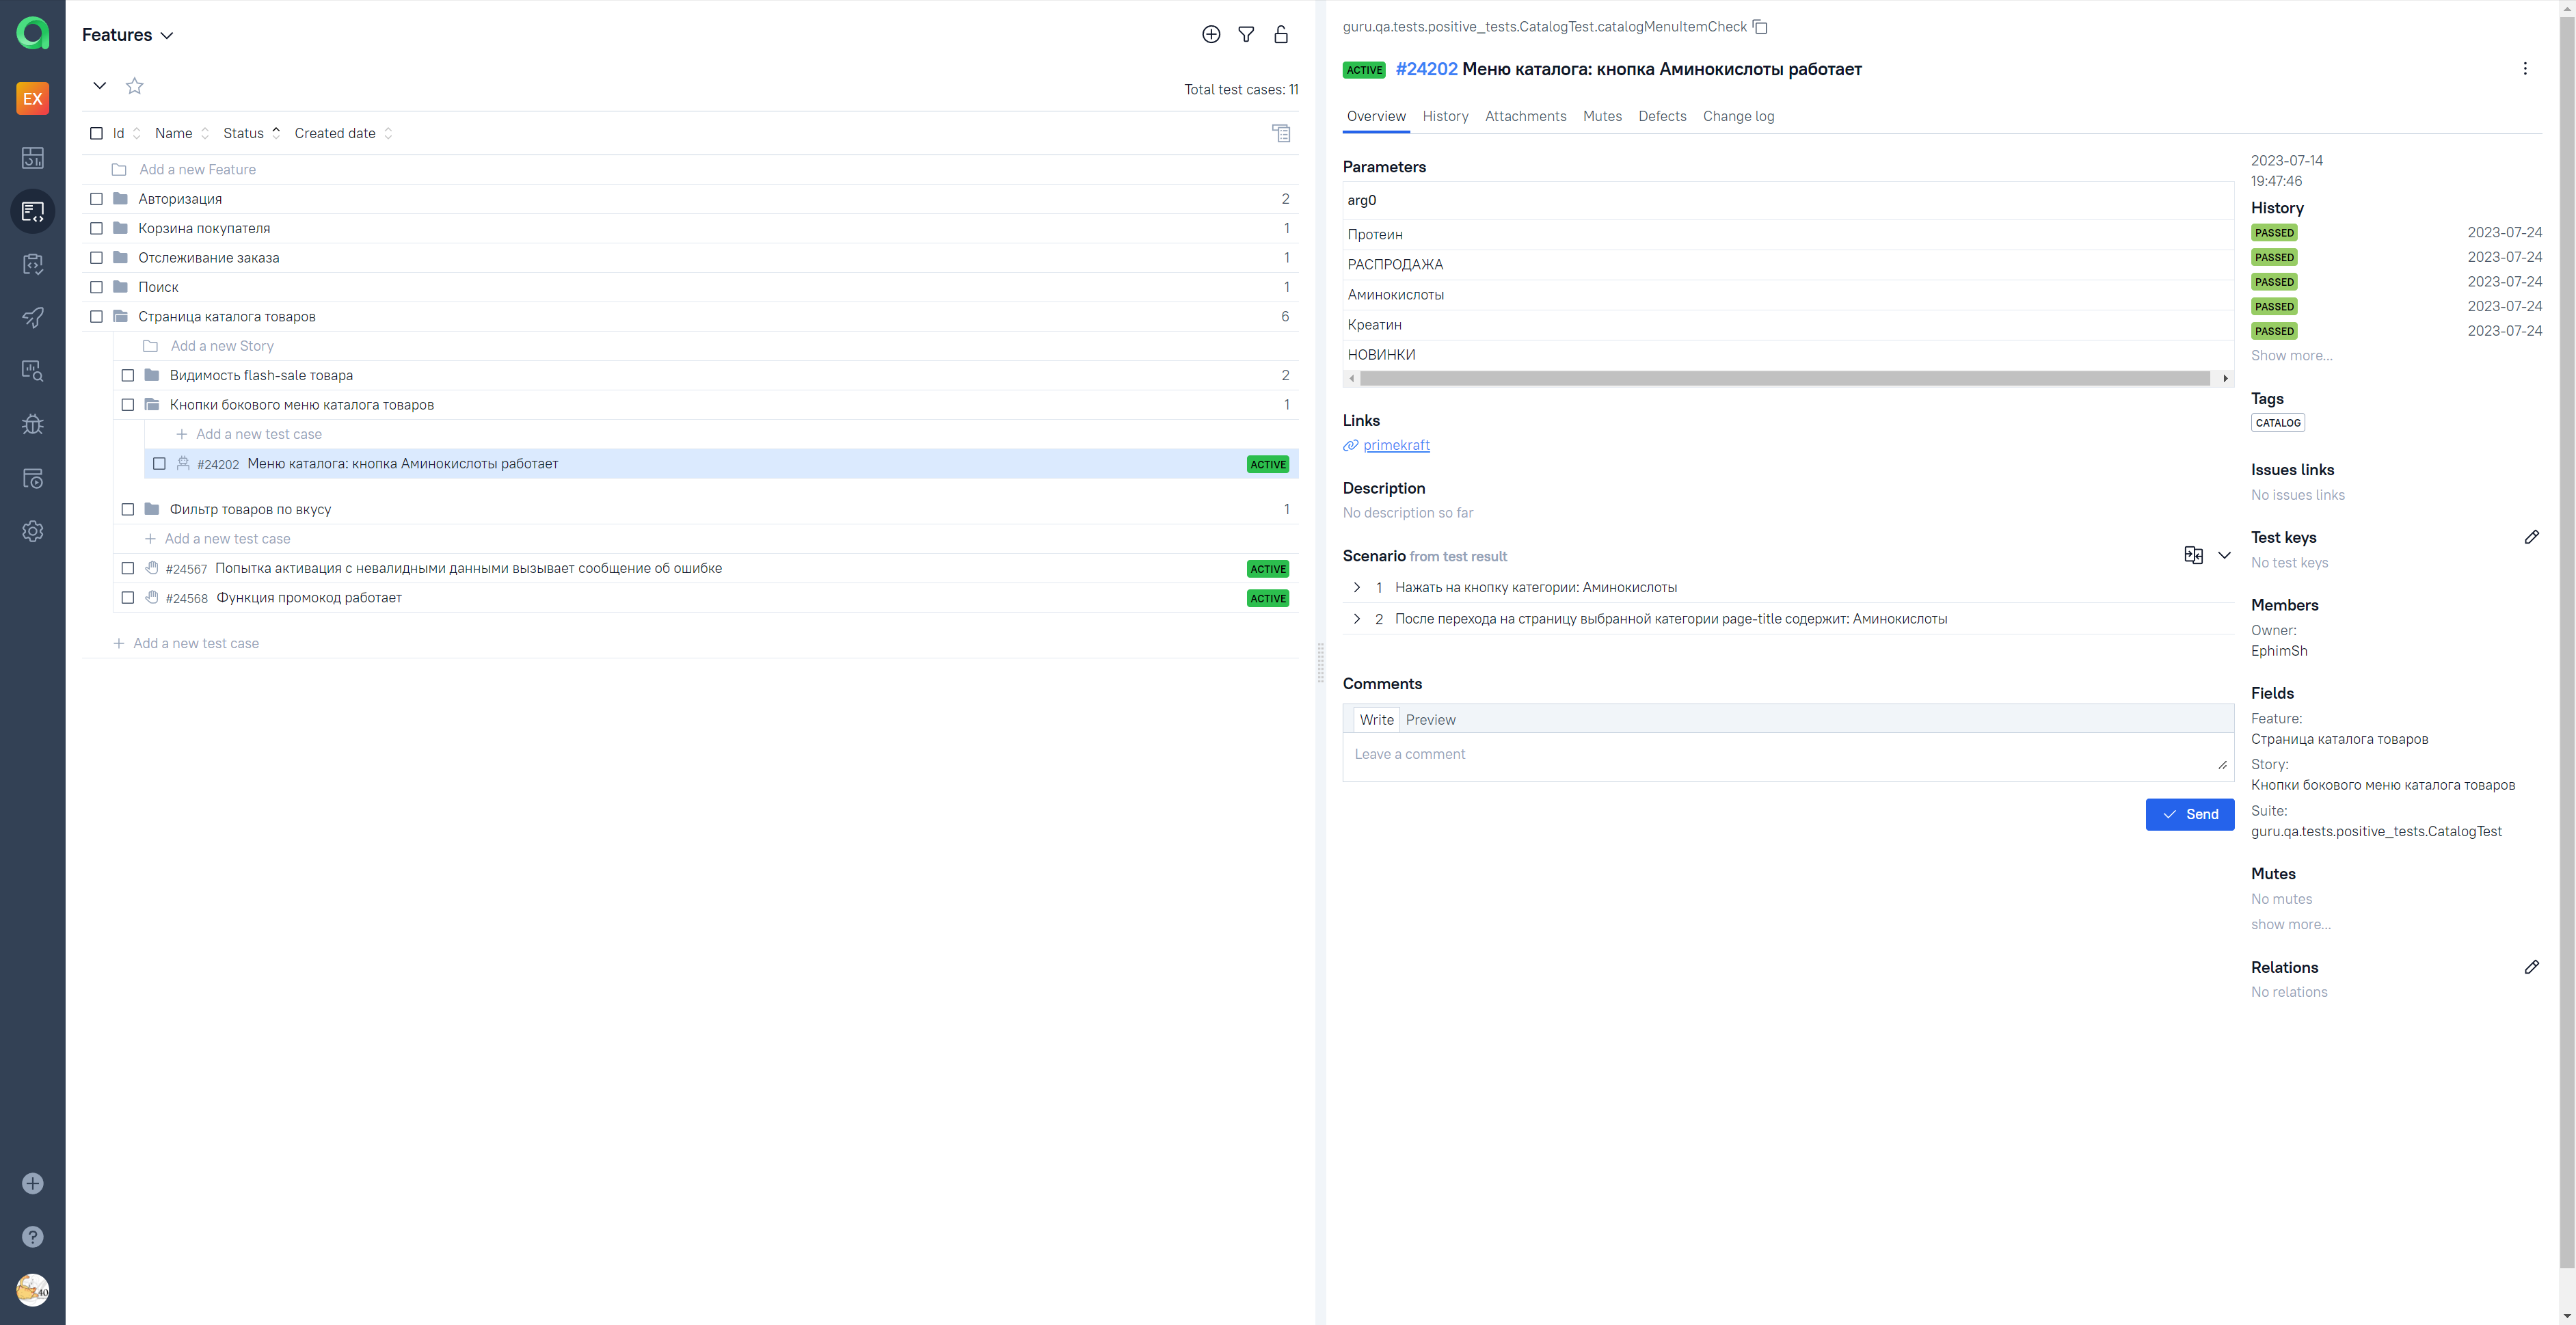 EX
Features
Total test cases: 11
Id Name Status Created date
Add a new Feature
Авторизация 2
Корзина покупателя 1
Отслеживание заказа 1
Поиск 1
Страница каталога товаров 6
Add a new Story
Видимость flash-sale товара 2
Кнопки бокового меню каталога товаров 1
Add a new test case
#24202 Меню каталога: кнопка Аминокислоты работает ACTIVE
Фильтр товаров по вкусу 1
Add a new test case
#24567 Попытка активация с невалидными данными вызывает сообщение об ошибке ACTIVE
#24568 Функция промокод работает ACTIVE
Add a new test case
guru.qa.tests.positive_tests.CatalogTest.catalogMenuItemCheck
ACTIVE #24202 Меню каталога: кнопка Аминокислоты работает
Overview History Attachments Mutes Defects Change log
Parameters
arg0
Протеин
РАСПРОДАЖА
Аминокислоты
Креатин
НОВИНКИ
Links
primekraft
Description
No description so far
Scenario from test result
1 Нажать на кнопку категории: Аминокислоты
2 После перехода на страницу выбранной категории page-title содержит: Аминокислоты
Comments
Write Preview
Leave a comment
Send
2023-07-14
19:47:46
History
PASSED 2023-07-24
PASSED 2023-07-24
PASSED 2023-07-24
PASSED 2023-07-24
PASSED 2023-07-24
Show more...
Tags
CATALOG
Issues links
No issues links
Test keys
No test keys
Members
Owner:
EphimSh
Fields
Feature:
Страница каталога товаров
Story:
Кнопки бокового меню каталога товаров
Suite:
guru.qa.tests.positive_tests.CatalogTest
Mutes
No mutes
show more...
Relations
No relations